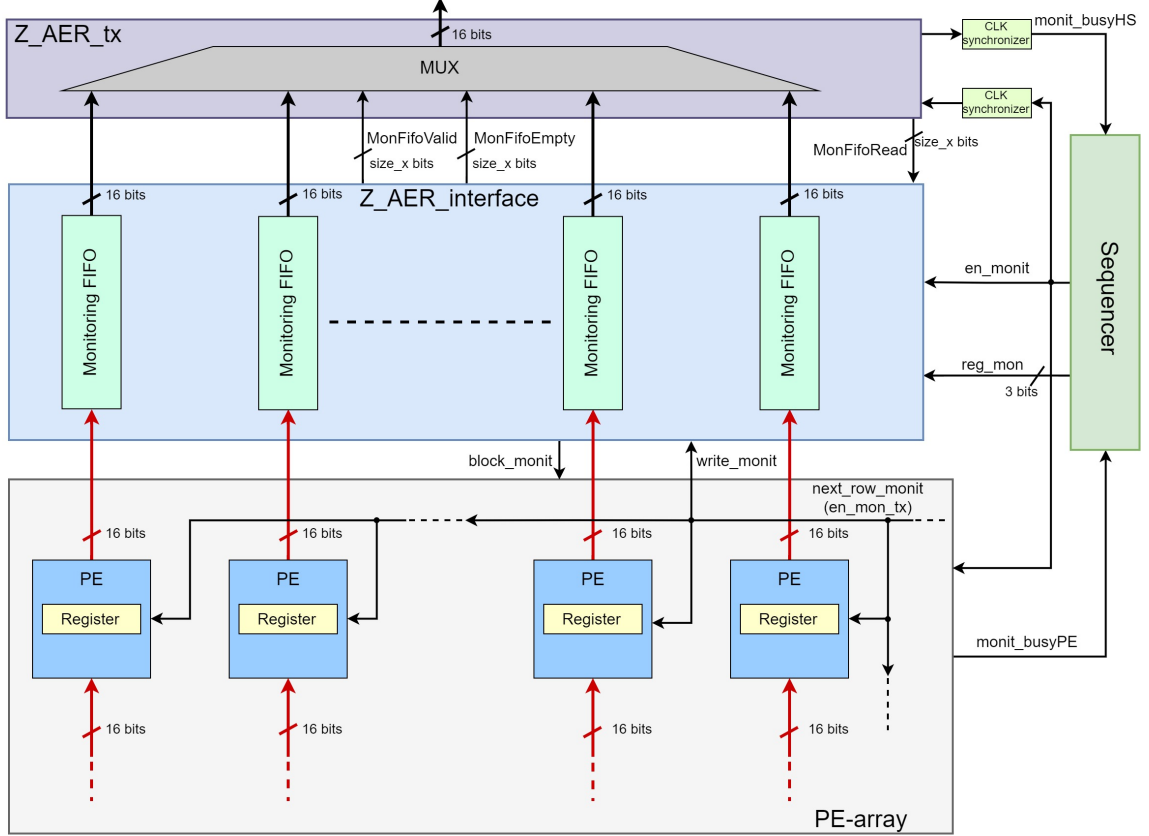 Z_AER_tx
16 bits
CLK
synchronizer
monit_busyHS
MUX
CLK
synchronizer
MonFifoValid
size_x bits
MonFifoEmpty
size_x bits
MonFifoRead
size_x bits
Z_AER_interface
16 bits
16 bits
16 bits
16 bits
Monitoring FIFO
Monitoring FIFO
Monitoring FIFO
Monitoring FIFO
Sequencer
en_monit
reg_mon
3 bits
block_monit
write_monit
next_row_monit
(en_mon_tx)
16 bits
16 bits
16 bits
16 bits
PE
PE
PE
PE
Register
Register
Register
Register
monit_busyPE
16 bits
16 bits
16 bits
16 bits
PE-array